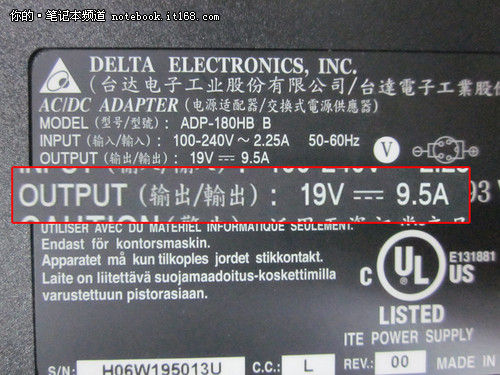 你的·笔记本频道 notebook.it168.com
DELTA ELECTRONICS, INC.
(台达电子工业股份有限公司/台達電子工業股份
AC/DC ADAPTER (电源适配器/交换式電源供應器)
MODEL (型号/型號): ADP-180HB B
INPUT (输入/輸入): 100-240V ~ 2.25A 50-60Hz
OUTPUT (输出/輸出): 19V ⎓ 9.5A
V
OUTPUT (输出/輸出): 19V ⎓ 9.5A
UTILISER AVEC DU MATERIEL INFORMATIQUE SEULEMENT.
Endast för kontorsmaskin.
Apparatet må kun tilkoples jordet stikkontakt.
Laite on liitettävä suojamaadoitus-koskettimilla
varustettuun pistorasiaan.
E131881
C UL US
LISTED
ITE POWER SUPPLY
S/N: H06W195013U C.C.: L REV.: 00 MADE IN